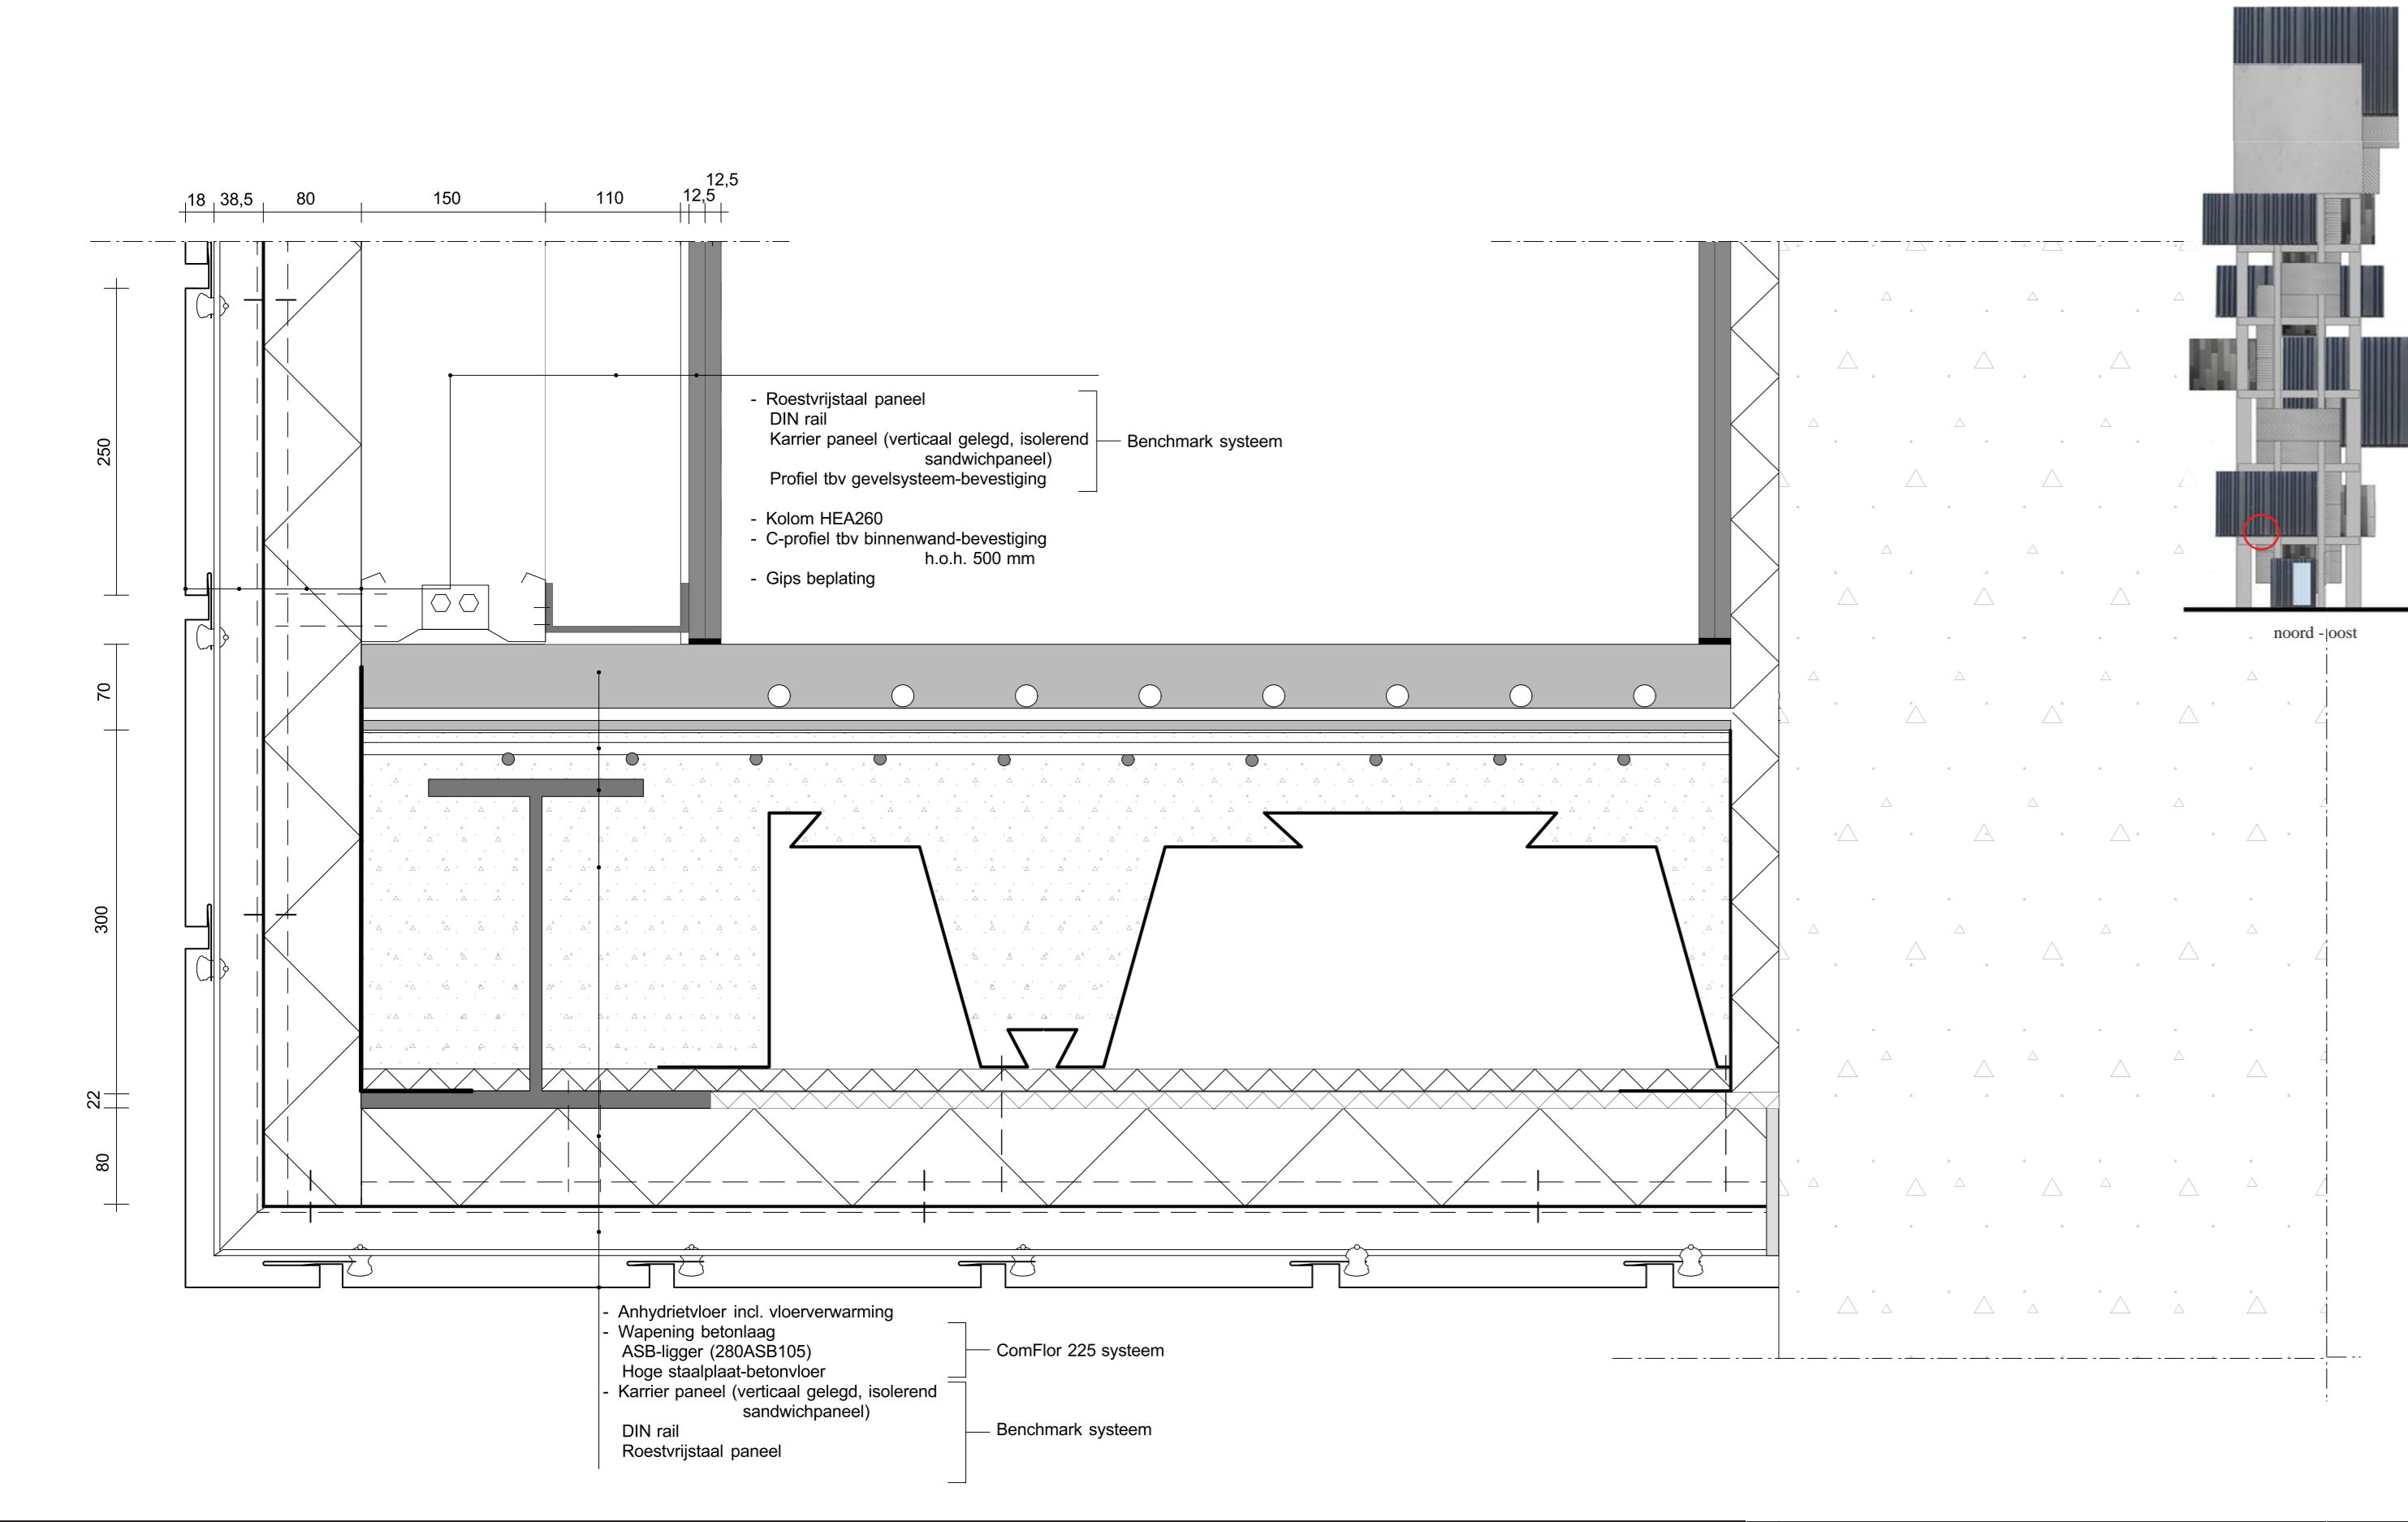 12,5
18 38,5 80 150 110 12,5
- Roestvrijstaal paneel
DIN rail
Karrier paneel (verticaal gelegd, isolerend
sandwichpaneel)
Profiel tbv gevelsysteem-bevestiging
Benchmark systeem
- Kolom HEA260
- C-profiel tbv binnenwand-bevestiging
h.o.h. 500 mm
- Gips beplating
250
70
300
22
80
noord - oost
- Anhydrietvloer incl. vloerverwarming
- Wapening betonlaag
ASB-ligger (280ASB105)
Hoge staalplaat-betonvloer
ComFlor 225 systeem
- Karrier paneel (verticaal gelegd, isolerend
sandwichpaneel)
DIN rail
Roestvrijstaal paneel
Benchmark systeem